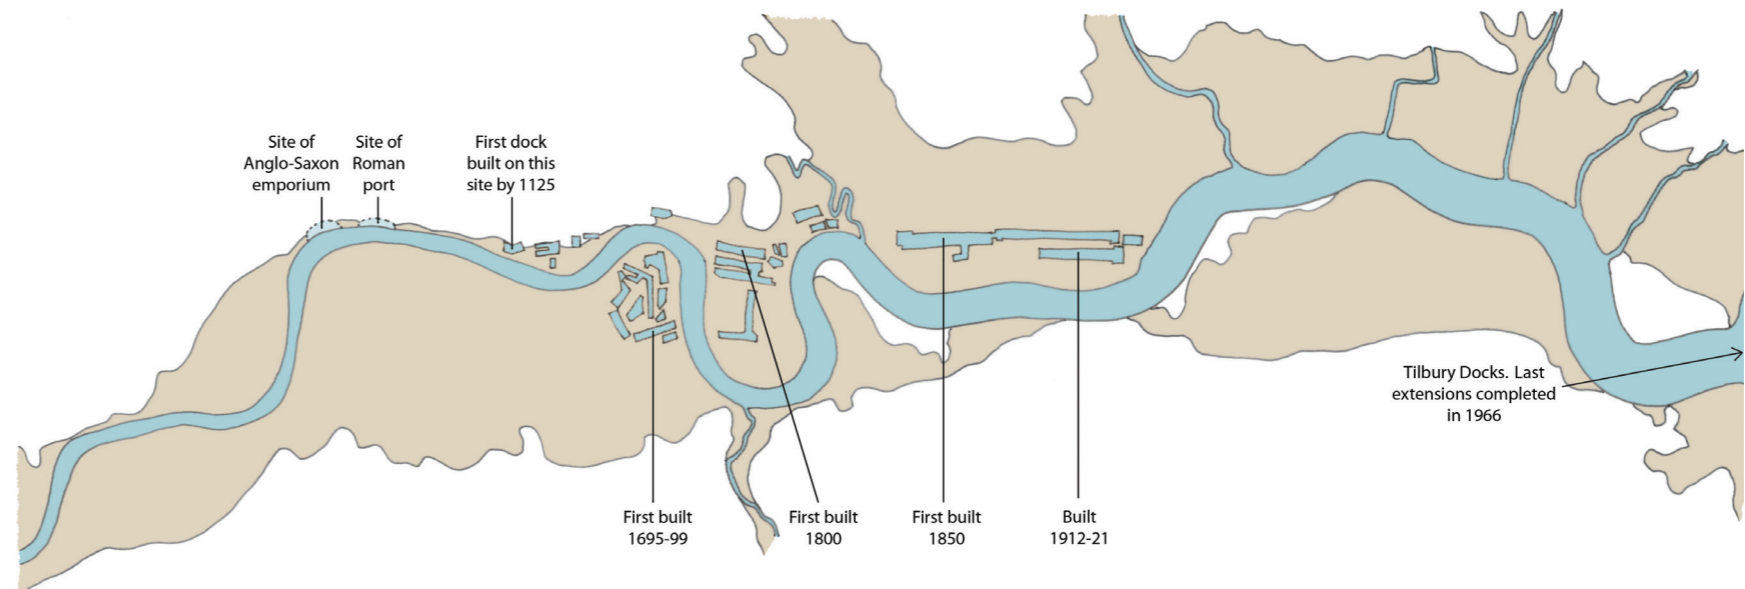 Site of
Anglo-Saxon
emporium
Site of
Roman
port
First dock
built on this
site by 1125
First built
1695-99
First built
1800
First built
1850
Built
1912-21
Tilbury Docks. Last
extensions completed
in 1966